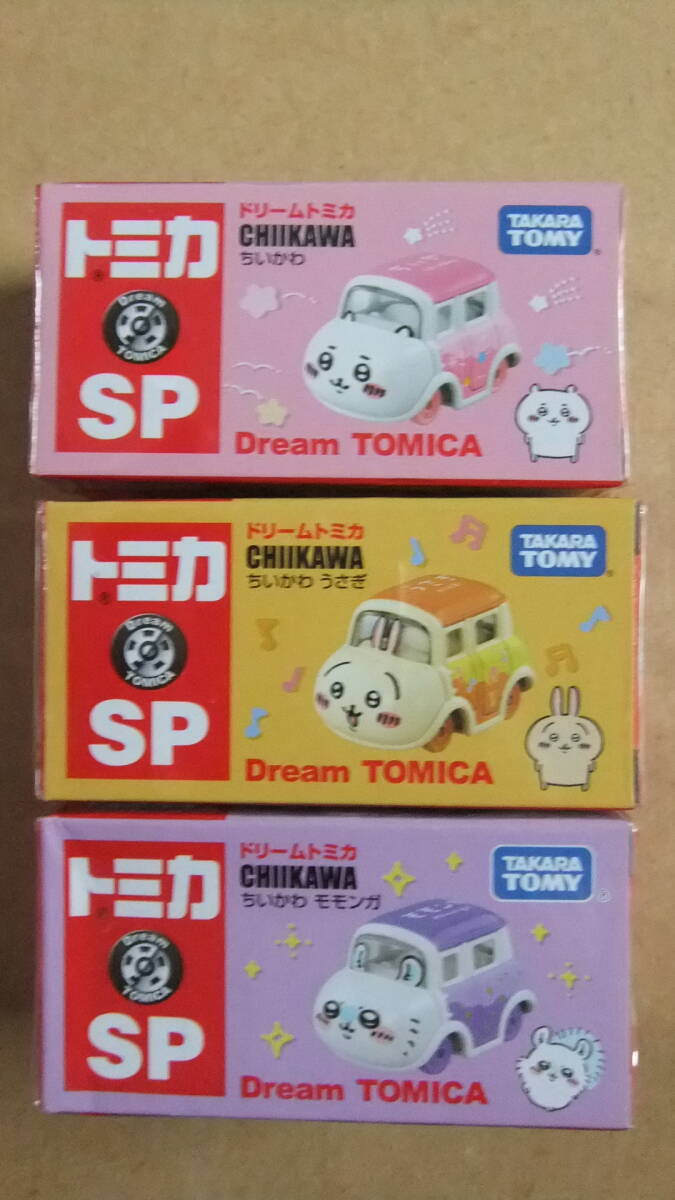 トミカ
Dream
TOMICA
SP
ドリームトミカ
CHIIKAWA
ちいかわ
TAKARA
TOMY
Dream TOMICA
トミカ
Dream
TOMICA
SP
ドリームトミカ
CHIIKAWA
ちいかわ うさぎ
TAKARA
TOMY
Dream TOMICA
トミカ
Dream
TOMICA
SP
ドリームトミカ
CHIIKAWA
ちいかわ モモンガ
TAKARA
TOMY
Dream TOMICA